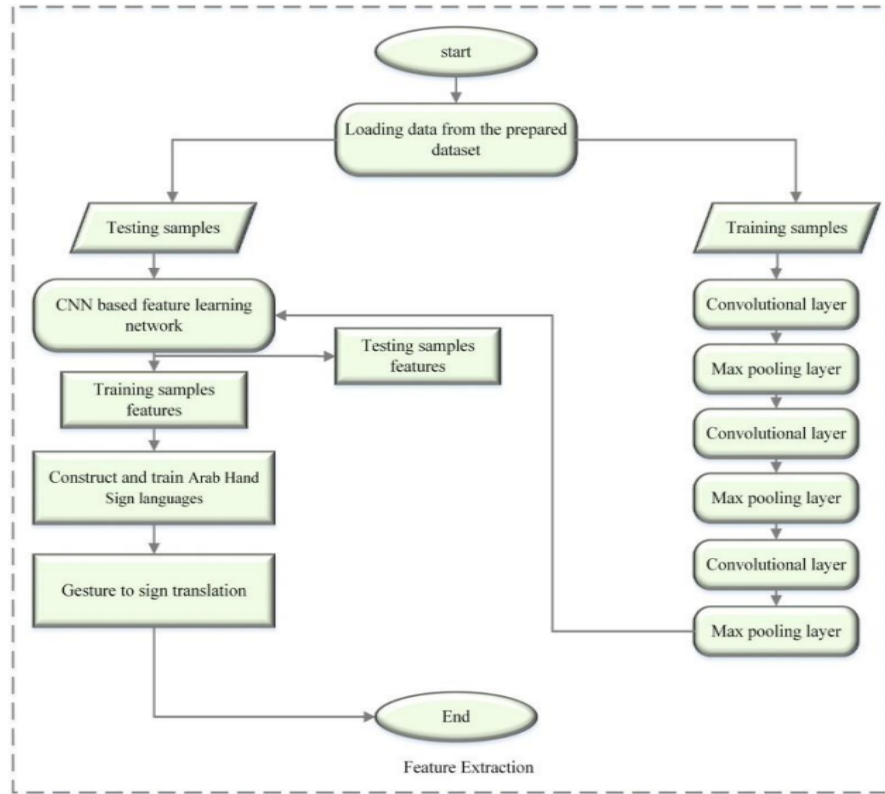 start
Loading data from the prepared
dataset
Testing samples
Training samples
CNN based feature learning
network
Convolutional layer
Testing samples
features
Max pooling layer
Training samples
features
Convolutional layer
Construct and train Arab Hand
Sign languages
Max pooling layer
Convolutional layer
Gesture to sign translation
Max pooling layer
End
Feature Extraction